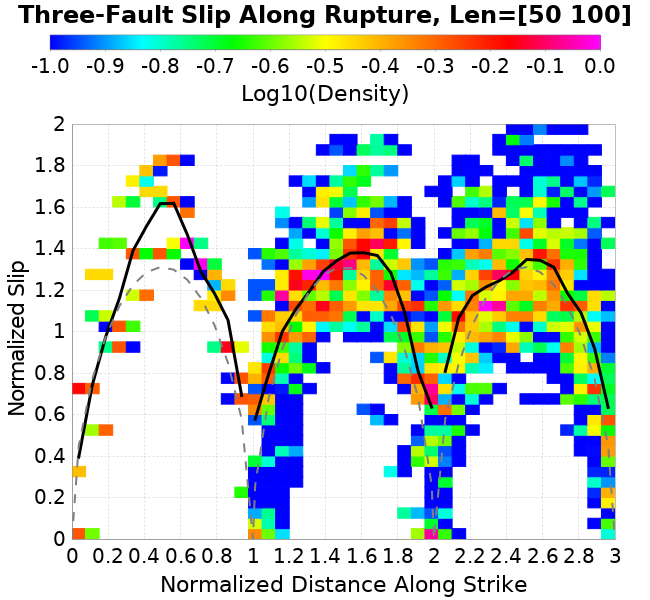 Three-Fault Slip Along Rupture, Len=[50 100]
-1.0 -0.9 -0.8 -0.7 -0.6 -0.5 -0.4 -0.3 -0.2 -0.1 0.0
Log10(Density)
2
1.8
1.6
1.4
1.2
1
0.8
0.6
0.4
0.2
0
Normalized Slip
0 0.2 0.4 0.6 0.8 1 1.2 1.4 1.6 1.8 2 2.2 2.4 2.6 2.8 3
Normalized Distance Along Strike